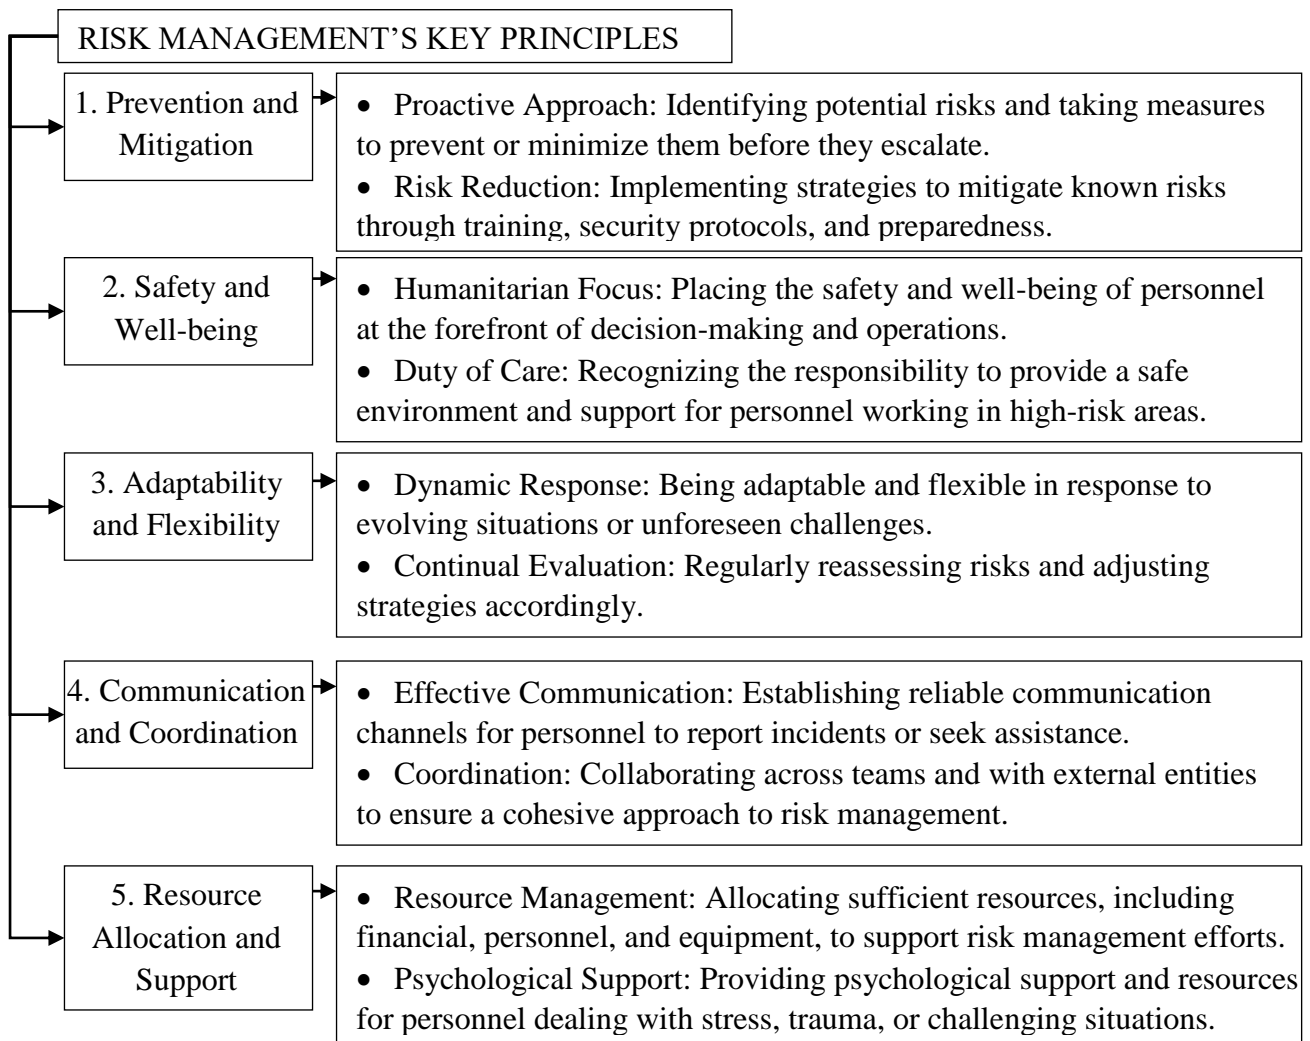 RISK MANAGEMENT’S KEY PRINCIPLES
1. Prevention and
Mitigation
• Proactive Approach: Identifying potential risks and taking measures
to prevent or minimize them before they escalate.
• Risk Reduction: Implementing strategies to mitigate known risks
through training, security protocols, and preparedness.
2. Safety and
Well-being
• Humanitarian Focus: Placing the safety and well-being of personnel
at the forefront of decision-making and operations.
• Duty of Care: Recognizing the responsibility to provide a safe
environment and support for personnel working in high-risk areas.
3. Adaptability
and Flexibility
• Dynamic Response: Being adaptable and flexible in response to
evolving situations or unforeseen challenges.
• Continual Evaluation: Regularly reassessing risks and adjusting
strategies accordingly.
4. Communication
and Coordination
• Effective Communication: Establishing reliable communication
channels for personnel to report incidents or seek assistance.
• Coordination: Collaborating across teams and with external entities
to ensure a cohesive approach to risk management.
5. Resource
Allocation and
Support
• Resource Management: Allocating sufficient resources, including
financial, personnel, and equipment, to support risk management efforts.
• Psychological Support: Providing psychological support and resources
for personnel dealing with stress, trauma, or challenging situations.